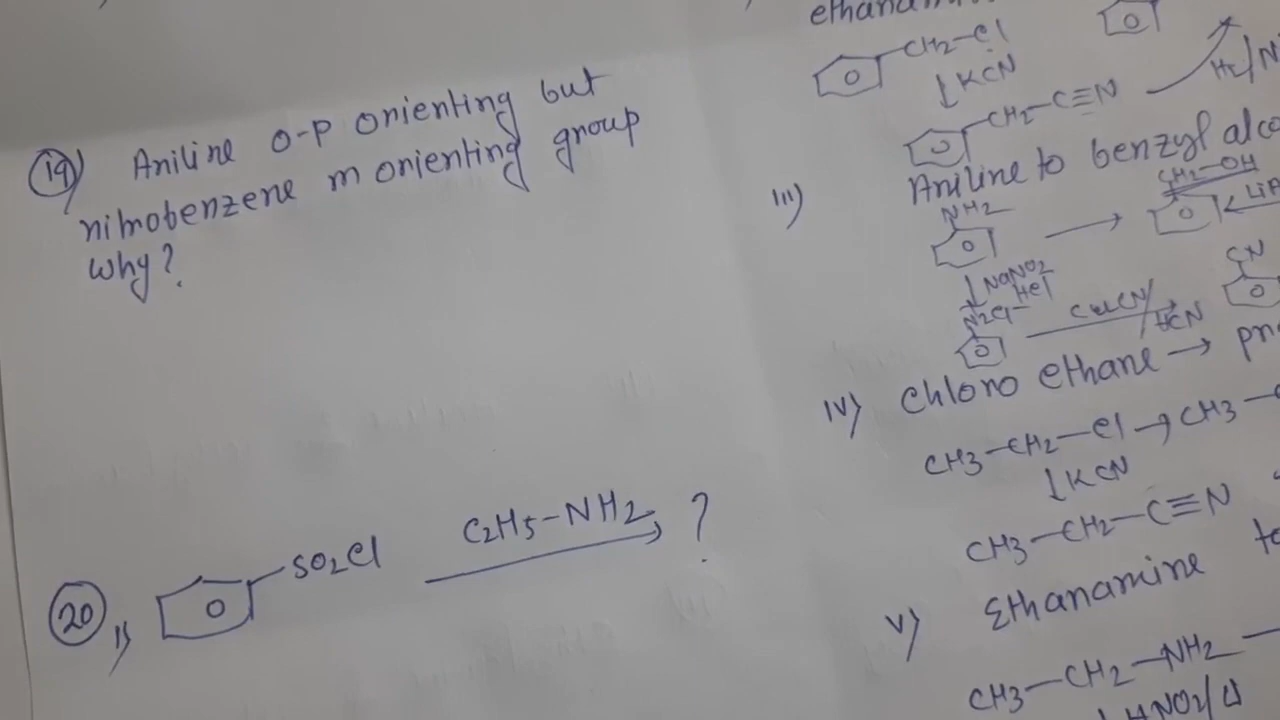 19) Aniline o-p orienting but
nitrobenzene m orienting group
why?
20), i) SO2Cl C2H5-NH2 → ?
CH2-Cl
↓KCN
CH2-C≡N
iii) Aniline to benzyl
NH2
→
CH2-OH
↓NaNO2
HCl
N2Cl
CuCN/
HCN
CN
iv) Chloro ethane →
CH3-CH2-Cl → CH3-
↓KCN
CH3-CH2-C≡N
v) Ethanamine to
CH3-CH2-NH2
↓HNO2/